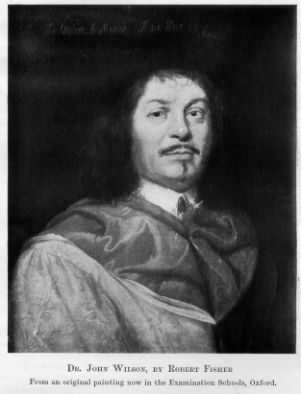 DR. JOHN WILSON, BY ROBERT FISHER
From an original painting now in the Examination Schools, Oxford.